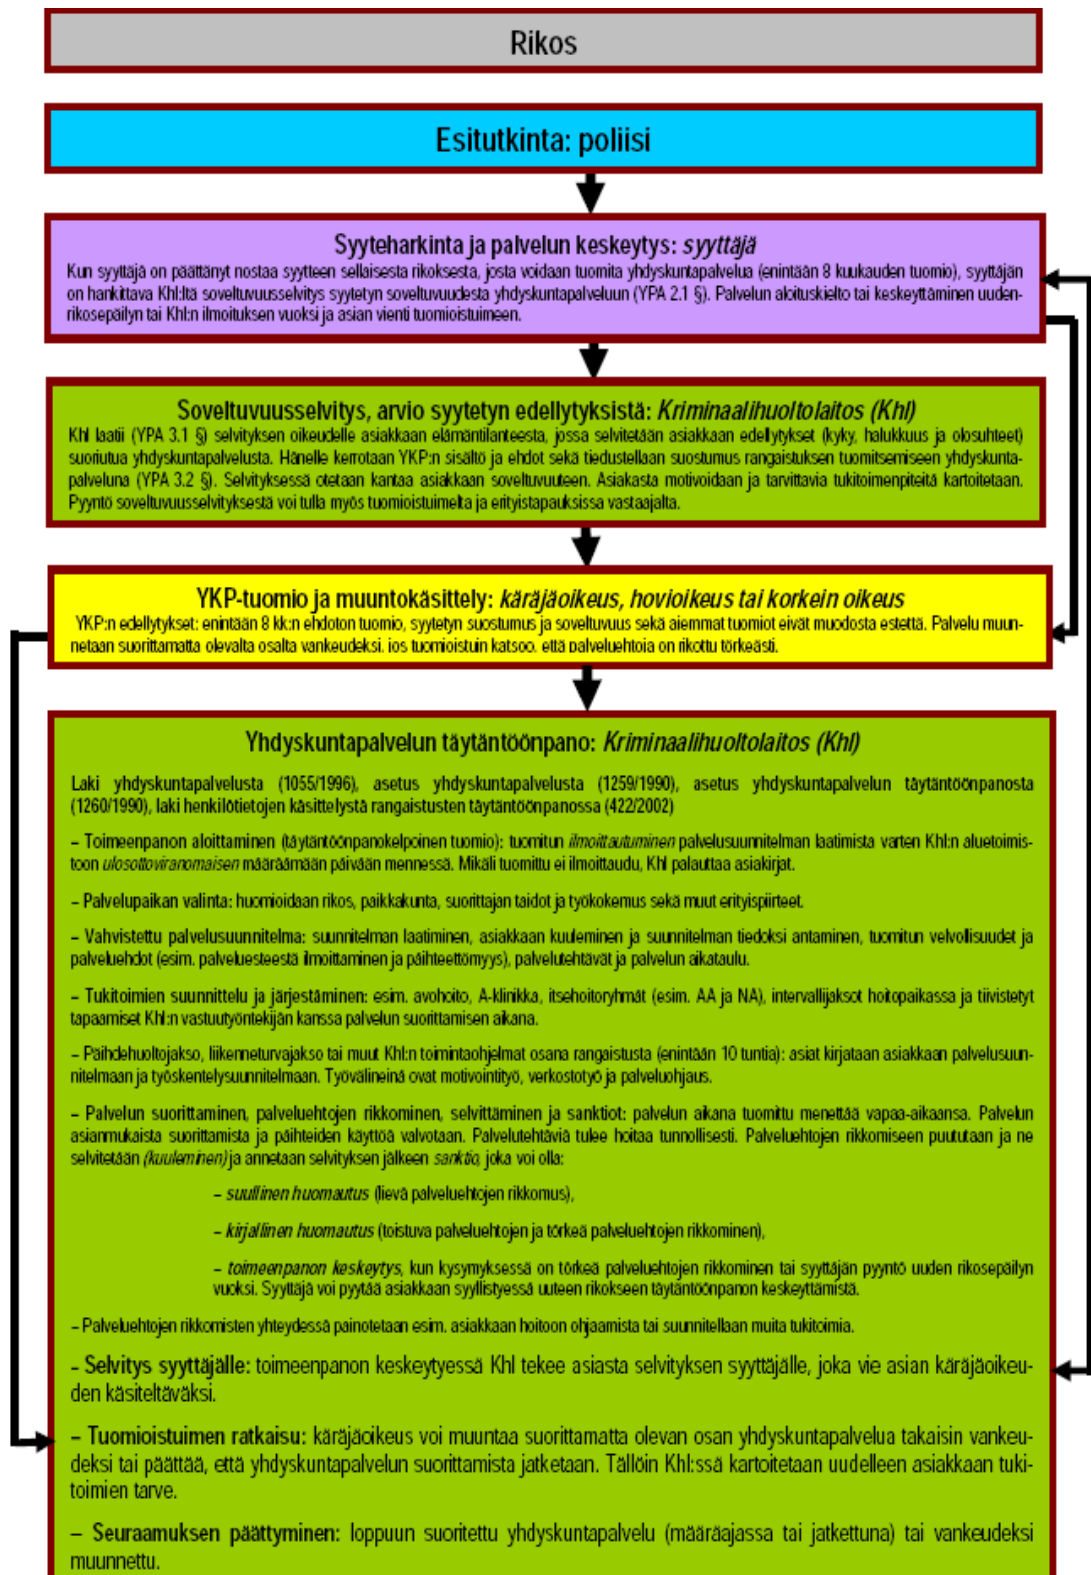 Rikos
Esitutkinta: poliisi
Syyteharkinta ja palvelun keskeytys: syyttäjä
Kun syyttäjä on päättänyt nostaa syytteen sellaisesta rikoksesta, josta voidaan tuomita yhdyskuntapalvelua (enintään 8 kuukauden tuomio), syyttäjän
on hankittava Khl:ltä soveltuvuusselvitys syytetyn soveltuvuudesta yhdyskuntapalveluun (YPA 2.1 §). Palvelun aloituskielto tai keskeyttäminen uuden-
rikosepäilyn tai Khl:n ilmoituksen vuoksi ja asian vienti tuomioistuimeen.
Soveltuvuusselvitys, arvio syytetyn edellytyksistä: Kriminaalihuoltolaitos (Khl)
Khl laatii (YPA 3.1 §) selvityksen oikeudelle asiakkaan elämäntilanteesta, jossa selvitetään asiakkaan edellytykset (kyky, halukkuus ja olosuhteet)
suoriutua yhdyskuntapalvelusta. Hänelle kerrotaan YKP:n sisältö ja ehdot sekä tiedustellaan suostumus rangaistuksen tuomitsemiseen yhdyskunta-
palveluna (YPA 3.2 §). Selvityksessä otetaan kantaa asiakkaan soveltuvuuteen. Asiakasta motivoidaan ja tarvittavia tukitoimenpiteitä kartoitetaan.
Pyyntö soveltuvuusselvityksestä voi tulla myös tuomioistuimelta ja erityistapauksissa vastaajalta.
YKP-tuomio ja muuntokäsittely: käräjäoikeus, hovioikeus tai korkein oikeus
YKP:n edellytykset: enintään 8 kk:n ehdoton tuomio, syytetyn suostumus ja soveltuvuus sekä aiemmat tuomiot eivät muodosta estettä. Palvelu muun-
netaan suorittamatta olevalta osalta vankeudeksi, jos tuomioistuin katsoo, että palveluehtoja on rikottu törkeästi.
Yhdyskuntapalvelun täytäntöönpano: Kriminaalihuoltolaitos (Khl)
Laki yhdyskuntapalvelusta (1055/1996), asetus yhdyskuntapalvelusta (1259/1990), asetus yhdyskuntapalvelun täytäntöönpanosta
(1260/1990), laki henkilötietojen käsittelystä rangaistusten täytäntöönpanossa (422/2002)
– Toimeenpanon aloittaminen (täytäntöönpanokelpoinen tuomio): tuomitun ilmoittautuminen palvelusuunnitelman laatimista varten Khl:n aluetoimis-
toon ulosottoviranomaisen määräämään päivään mennessä. Mikäli tuomittu ei ilmoittaudu, Khl palauttaa asiakirjat.
– Palvelupaikan valinta: huomioidaan rikos, paikkakunta, suorittajan taidot ja työkokemus sekä muut erityispiirteet.
– Vahvistettu palvelusuunnitelma: suunnitelman laatiminen, asiakkaan kuuleminen ja suunnitelman tiedoksi antaminen, tuomitun velvollisuudet ja
palveluehdot (esim. palveluesteestä ilmoittaminen ja päihteettömyys), palvelutehtävät ja palvelun aikataulu.
– Tukitoimien suunnittelu ja järjestäminen: esim. avohoito, A-klinikka, itsehoitoryhmät (esim. AA ja NA), intervallijaksot hoitopaikassa ja tiivistetyt
tapaamiset Khl:n vastuutyöntekijän kanssa palvelun suorittamisen aikana.
– Päihdehuoltojakso, liikenneturvajakso tai muut Khl:n toimintaohjelmat osana rangaistusta (enintään 10 tuntia): asiat kirjataan asiakkaan palvelusuun-
nitelmaan ja työskentelysuunnitelmaan. Työvälineinä ovat motivointityö, verkostotyö ja palveluohjaus.
– Palvelun suorittaminen, palveluehtojen rikkominen, selvittäminen ja sanktiot: palvelun aikana tuomittu menettää vapaa-aikaansa. Palvelun
asianmukaista suorittamista ja päihteiden käyttöä valvotaan. Palvelutehtäviä tulee hoitaa tunnollisesti. Palveluehtojen rikkomiseen puututaan ja ne
selvitetään (kuuleminen) ja annetaan selvityksen jälkeen sanktio, joka voi olla:
– suullinen huomautus (lievä palveluehtojen rikkomus),
– kirjallinen huomautus (toistuva palveluehtojen ja törkeä palveluehtojen rikkominen),
– toimeenpanon keskeytys, kun kysymyksessä on törkeä palveluehtojen rikkominen tai syyttäjän pyyntö uuden rikosepäilyn
vuoksi. Syyttäjä voi pyytää asiakkaan syyllistyessä uuteen rikokseen täytäntöönpanon keskeyttämistä.
– Palveluehtojen rikkomisten yhteydessä painotetaan esim. asiakkaan hoitoon ohjaamista tai suunnitellaan muita tukitoimia.
– Selvitys syyttäjälle: toimeenpanon keskeytyessä Khl tekee asiasta selvityksen syyttäjälle, joka vie asian käräjäoikeu-
den käsiteltäväksi.
– Tuomioistuimen ratkaisu: käräjäoikeus voi muuntaa suorittamatta olevan osan yhdyskuntapalvelua takaisin vankeu-
deksi tai päättää, että yhdyskuntapalvelun suorittamista jatketaan. Tällöin Khl:ssä kartoitetaan uudelleen asiakkaan tuki-
toimien tarve.
– Seuraamuksen päättyminen: loppuun suoritettu yhdyskuntapalvelu (määräajassa tai jatkettuna) tai vankeudeksi
muunnettu.